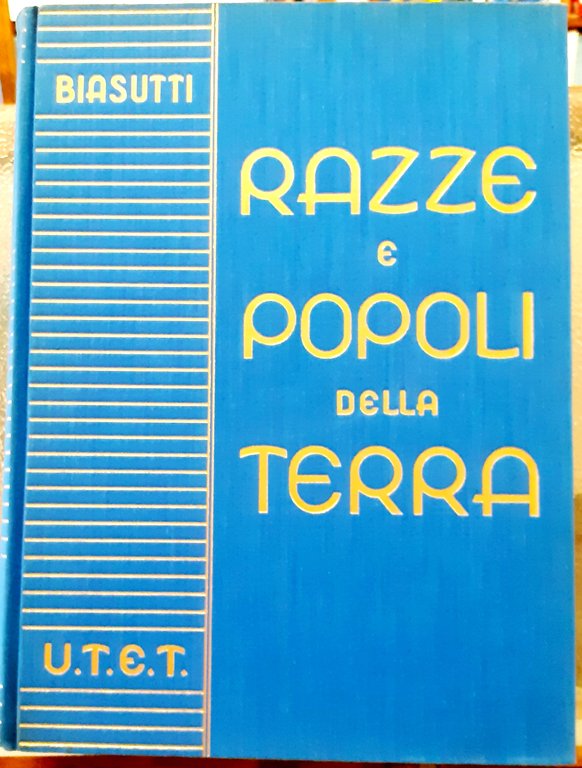 BIASUTTI
RAZZE
E
POPOLI
DELLA
TERRA
U.T.E.T.